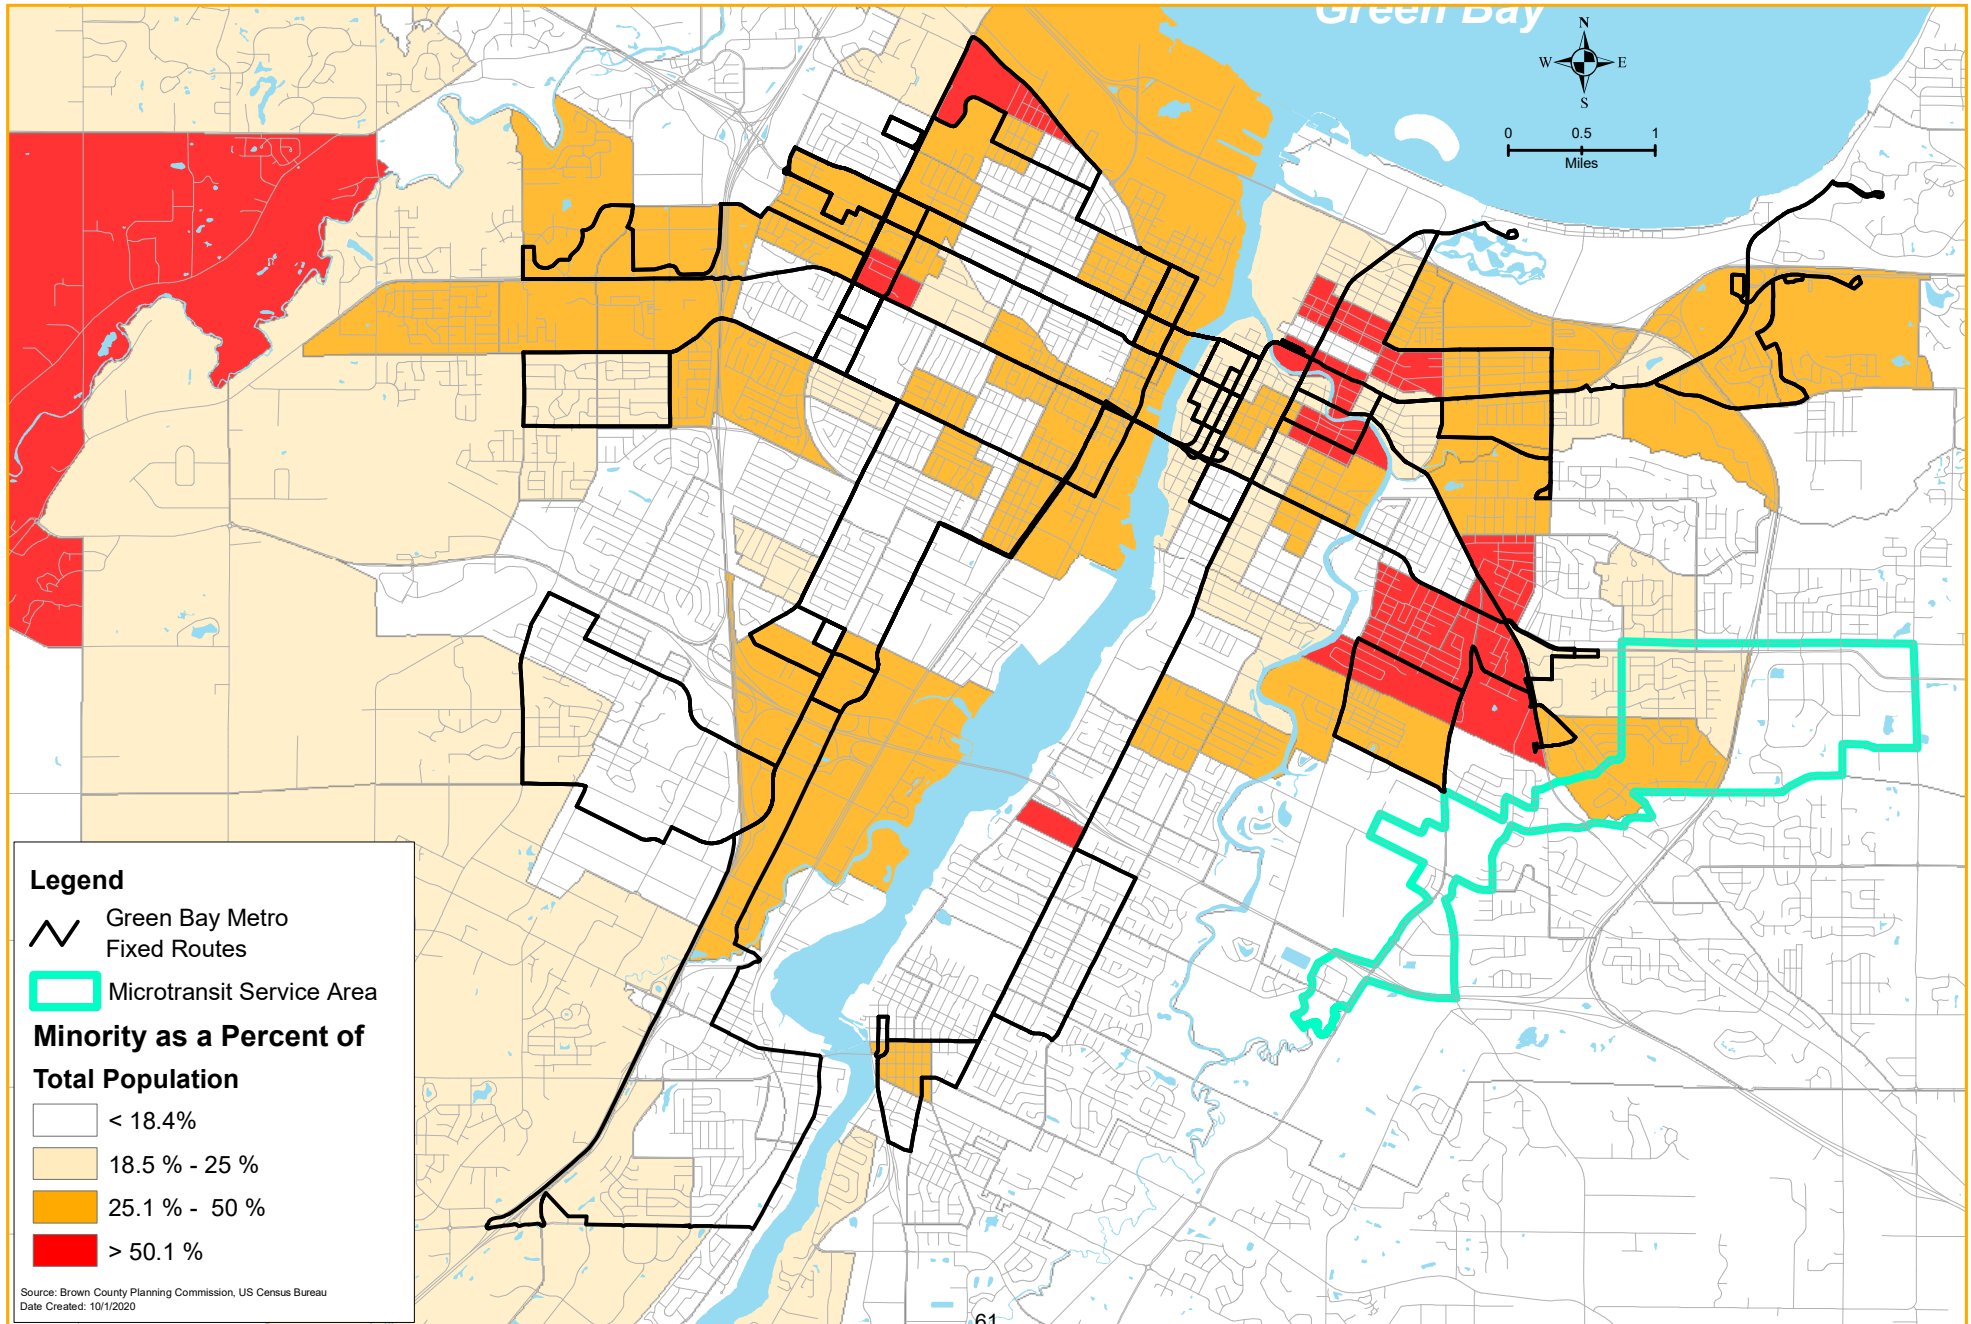 Green Bay
N
W
E
S
0 0.5 1
Miles
Legend
Green Bay Metro
Fixed Routes
Microtransit Service Area
Minority as a Percent of
Total Population
< 18.4%
18.5 % - 25 %
25.1 % -  50 %
> 50.1 %
Source: Brown County Planning Commission, US Census Bureau
Date Created: 10/1/2020
61